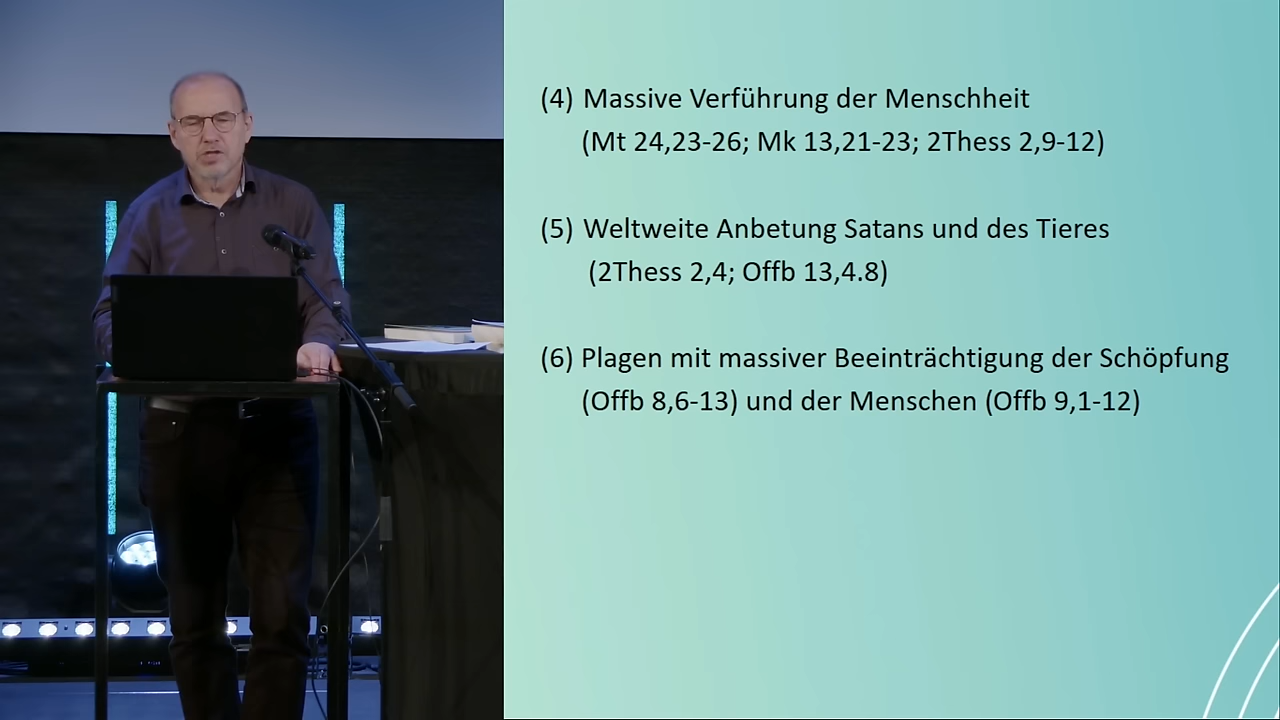 (4) Massive Verführung der Menschheit
(Mt 24,23-26; Mk 13,21-23; 2Thess 2,9-12)
(5) Weltweite Anbetung Satans und des Tieres
(2Thess 2,4; Offb 13,4.8)
(6) Plagen mit massiver Beeinträchtigung der Schöpfung
(Offb 8,6-13) und der Menschen (Offb 9,1-12)